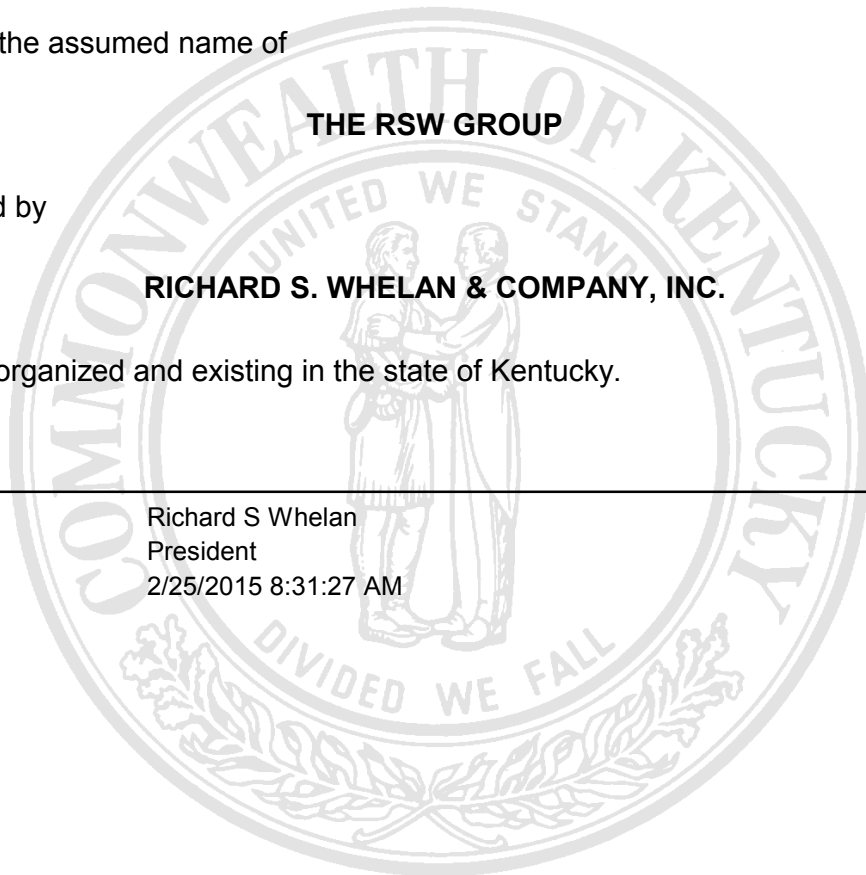 the assumed name of
THE RSW GROUP
d by
RICHARD S. WHELAN & COMPANY, INC.
organized and existing in the state of Kentucky.
Richard S Whelan
President
2/25/2015 8:31:27 AM
COMMONWEALTH OF KENTUCKY
UNITED WE STAND
DIVIDED WE FALL